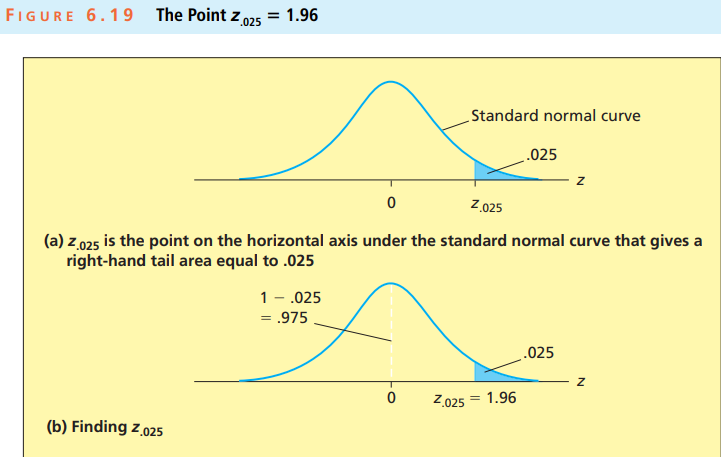 FIGURE 6.19 The Point z.025 = 1.96
Standard normal curve
.025
z
0
z.025
(a) z.025 is the point on the horizontal axis under the standard normal curve that gives a
right-hand tail area equal to .025
1 − .025
= .975
.025
z
0
z.025 = 1.96
(b) Finding z.025